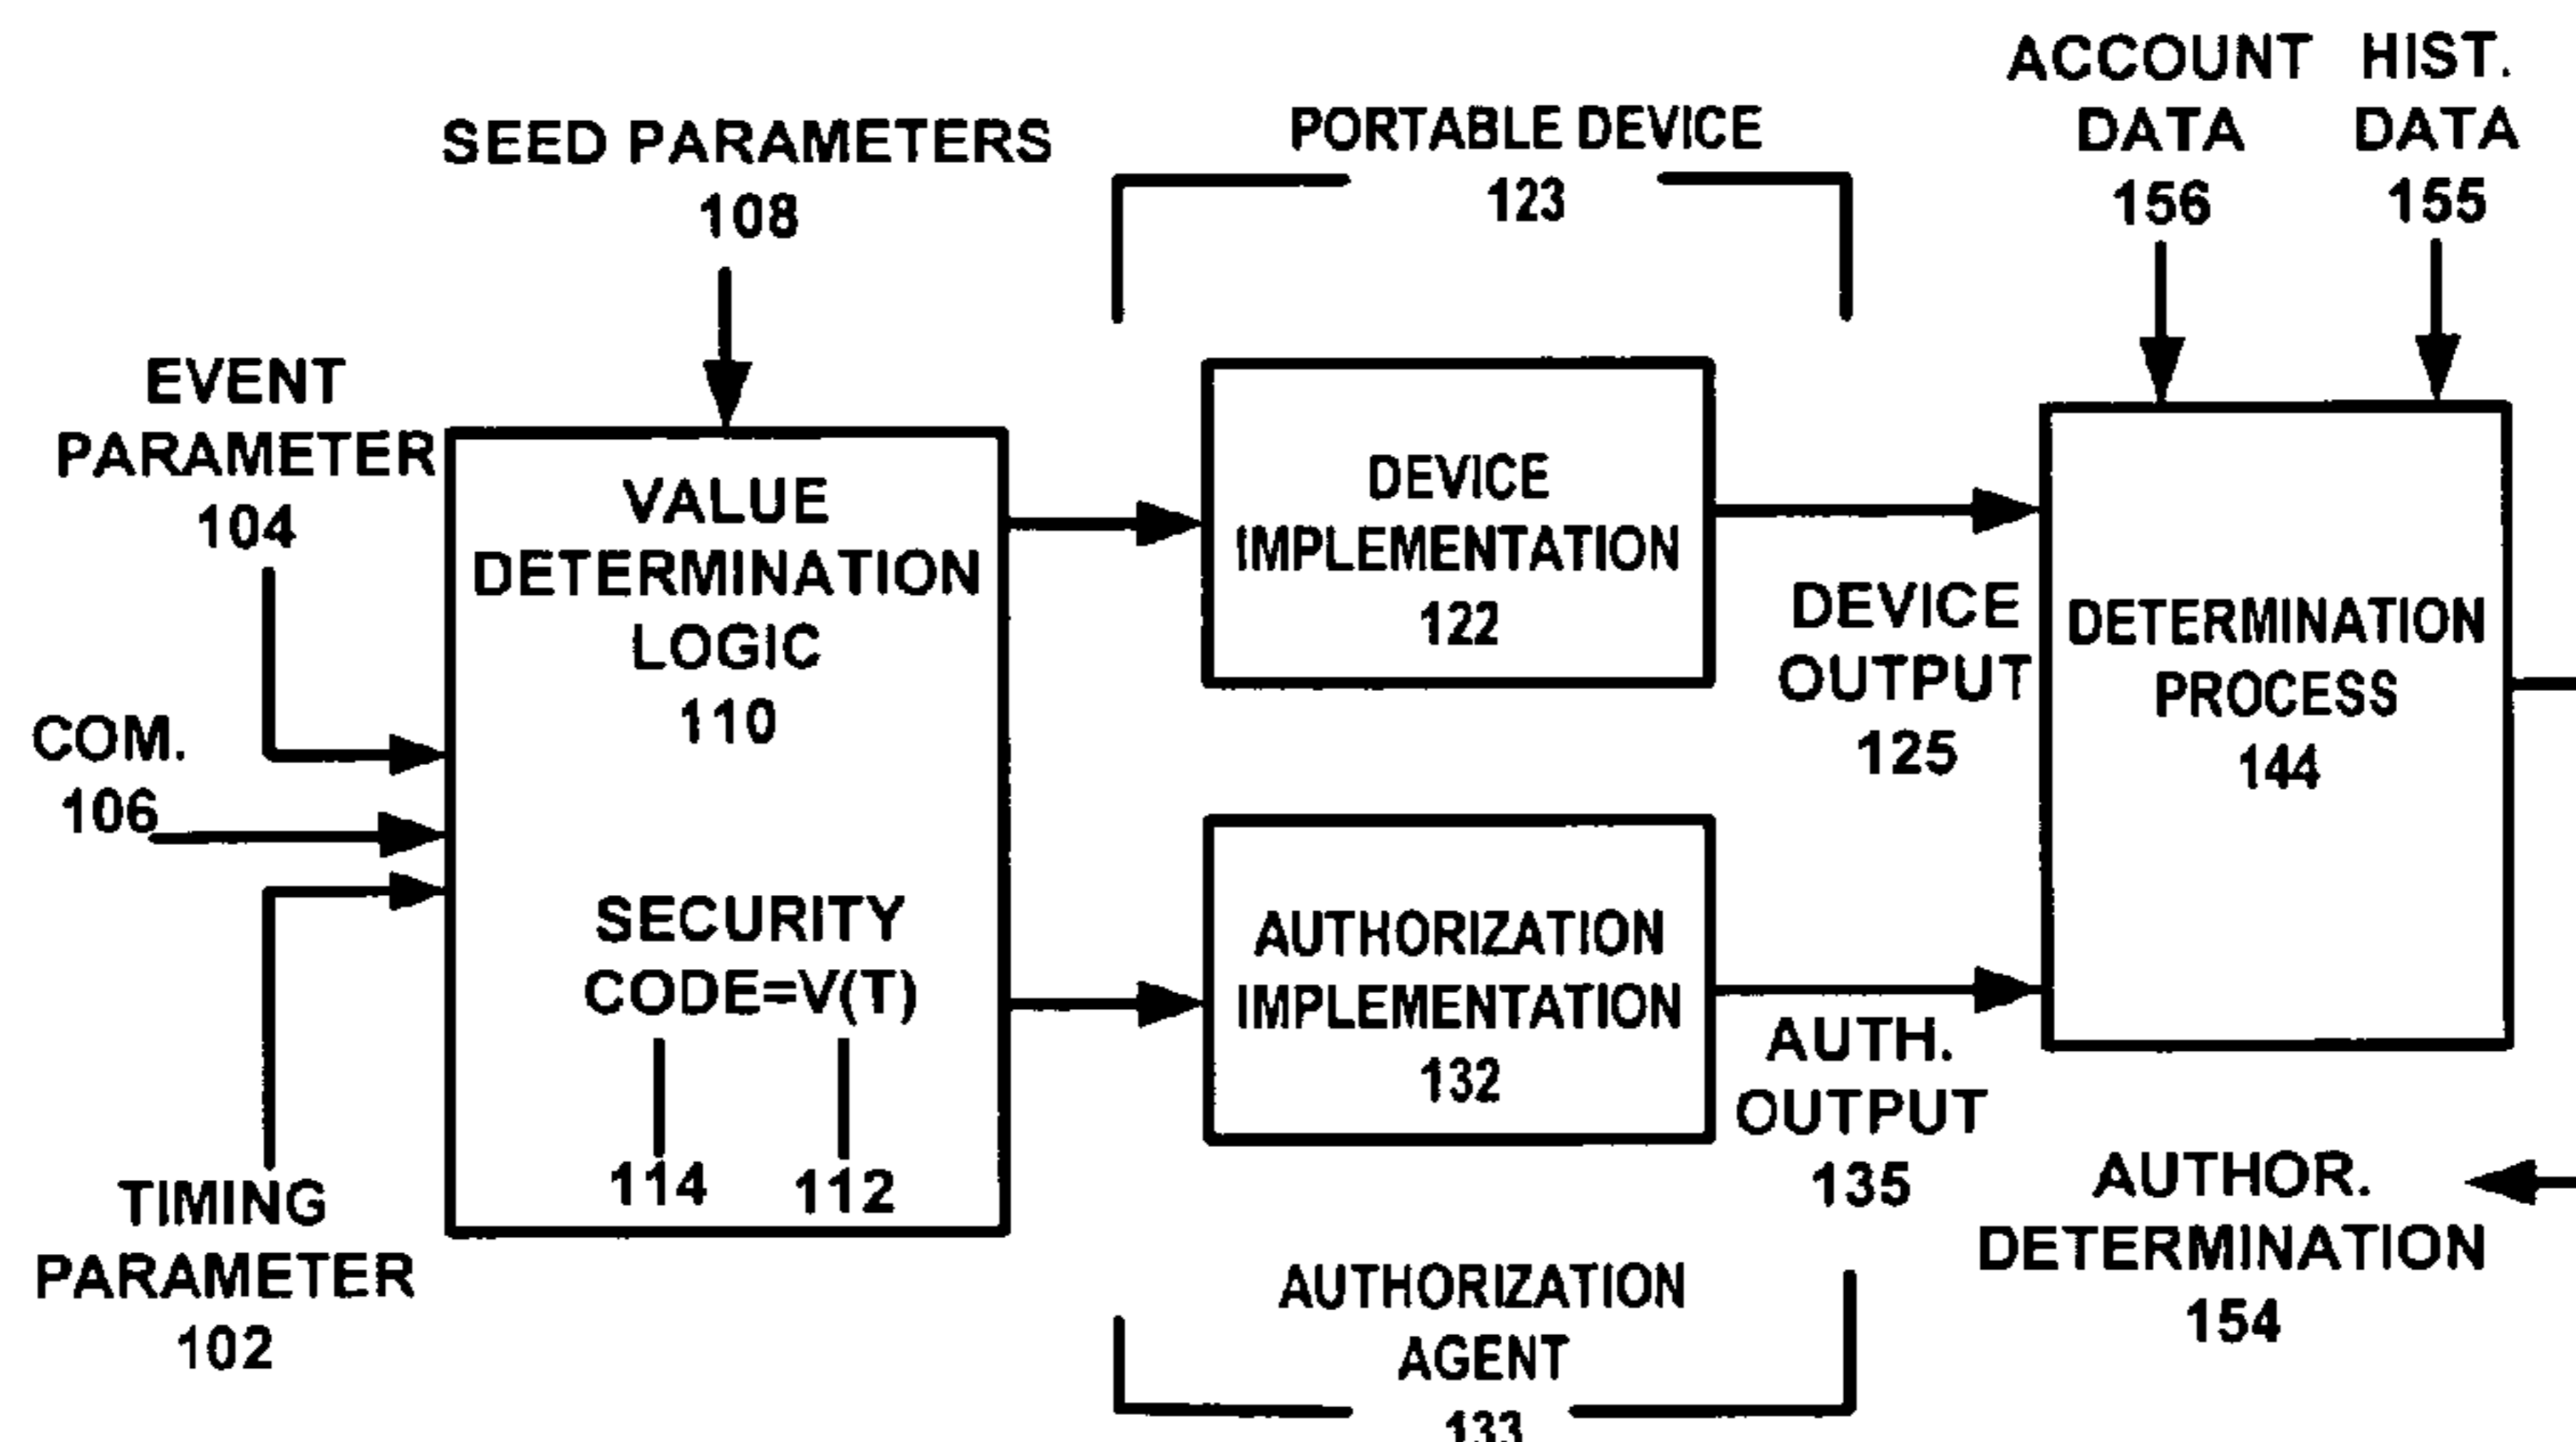 SEED PARAMETERS
108
PORTABLE DEVICE
123
ACCOUNT
DATA
156
HIST.
DATA
155
EVENT
PARAMETER
104
COM.
106
TIMING
PARAMETER
102
VALUE
DETERMINATION
LOGIC
110
SECURITY
CODE=V(T)
114 112
DEVICE
IMPLEMENTATION
122
DEVICE
OUTPUT
125
AUTHORIZATION
IMPLEMENTATION
132
AUTH.
OUTPUT
135
AUTHORIZATION
AGENT
133
DETERMINATION
PROCESS
144
AUTHOR.
DETERMINATION
154